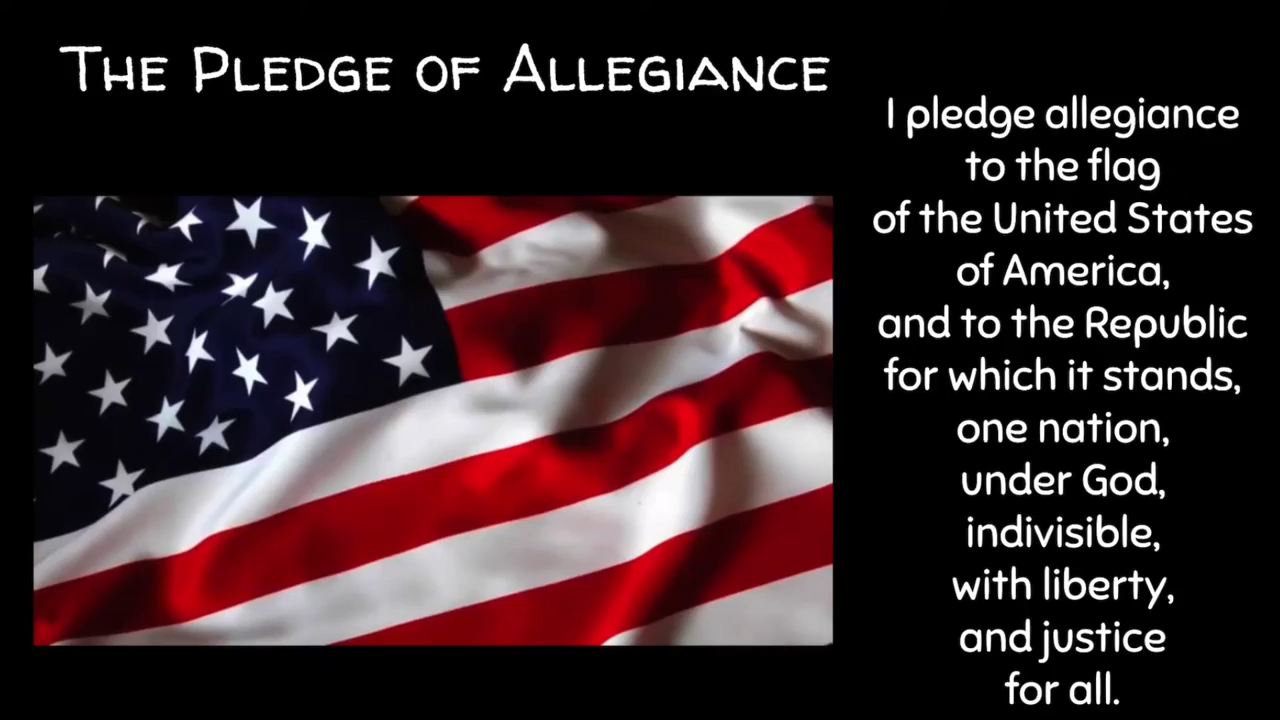 The Pledge of Allegiance
I pledge allegiance
to the flag
of the United States
of America,
and to the Republic
for which it stands,
one nation,
under God,
indivisible,
with liberty,
and justice
for all.